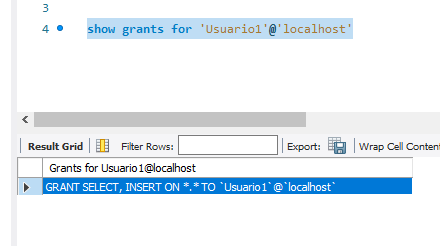 3
4 show grants for 'Usuario1'@'localhost'
Result Grid Filter Rows: Export: Wrap Cell Content
Grants for Usuario1@localhost
GRANT SELECT, INSERT ON *.* TO `Usuario1`@`localhost`